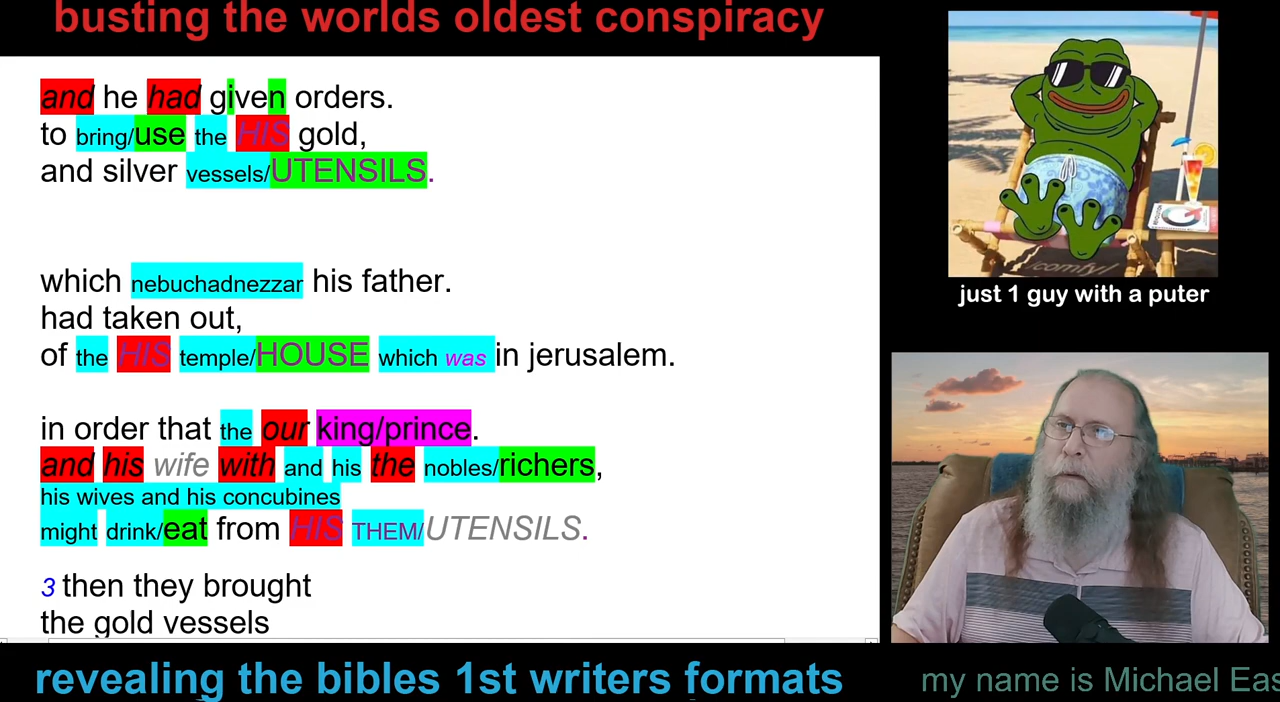 busting the worlds oldest conspiracy
and he had given orders.
to bring/use the HIS gold,
and silver vessels/UTENSILS.
which nebuchadnezzar his father.
had taken out,
of the HIS temple/HOUSE which was in jerusalem.
in order that the our king/prince.
and his wife with and his the nobles/richers,
his wives and his concubines
might drink/eat from HIS THEM/UTENSILS.
3 then they brought
the gold vessels
comfy!
just 1 guy with a puter
revealing the bibles 1st writers formats
my name is Michael Eas